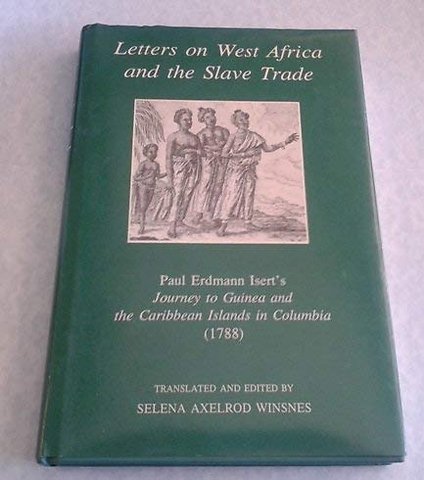 Letters on West Africa
and the Slave Trade
Paul Erdmann Isert's
Journey to Guinea and
the Caribbean Islands in Columbia
(1788)
TRANSLATED AND EDITED BY
SELENA AXELROD WINSNES